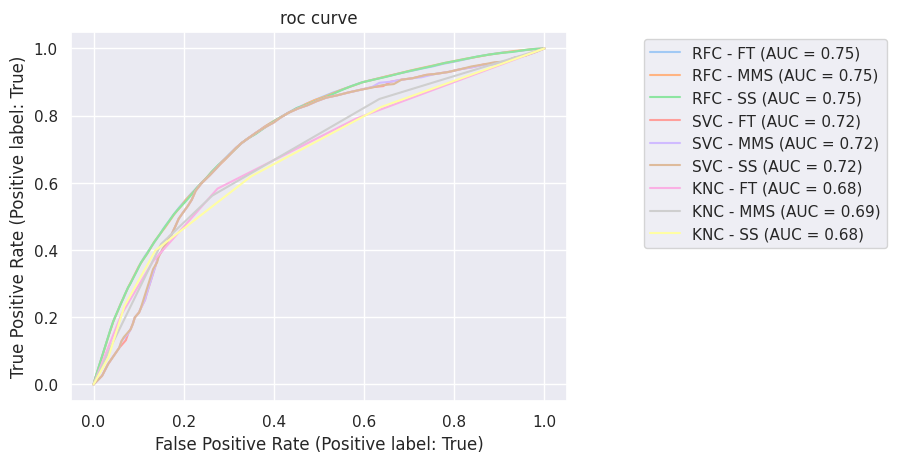 roc curve
True Positive Rate (Positive label: True)
1.0
0.8
0.6
0.4
0.2
0.0
0.0 0.2 0.4 0.6 0.8 1.0
False Positive Rate (Positive label: True)
RFC - FT (AUC = 0.75)
RFC - MMS (AUC = 0.75)
RFC - SS (AUC = 0.75)
SVC - FT (AUC = 0.72)
SVC - MMS (AUC = 0.72)
SVC - SS (AUC = 0.72)
KNC - FT (AUC = 0.68)
KNC - MMS (AUC = 0.69)
KNC - SS (AUC = 0.68)